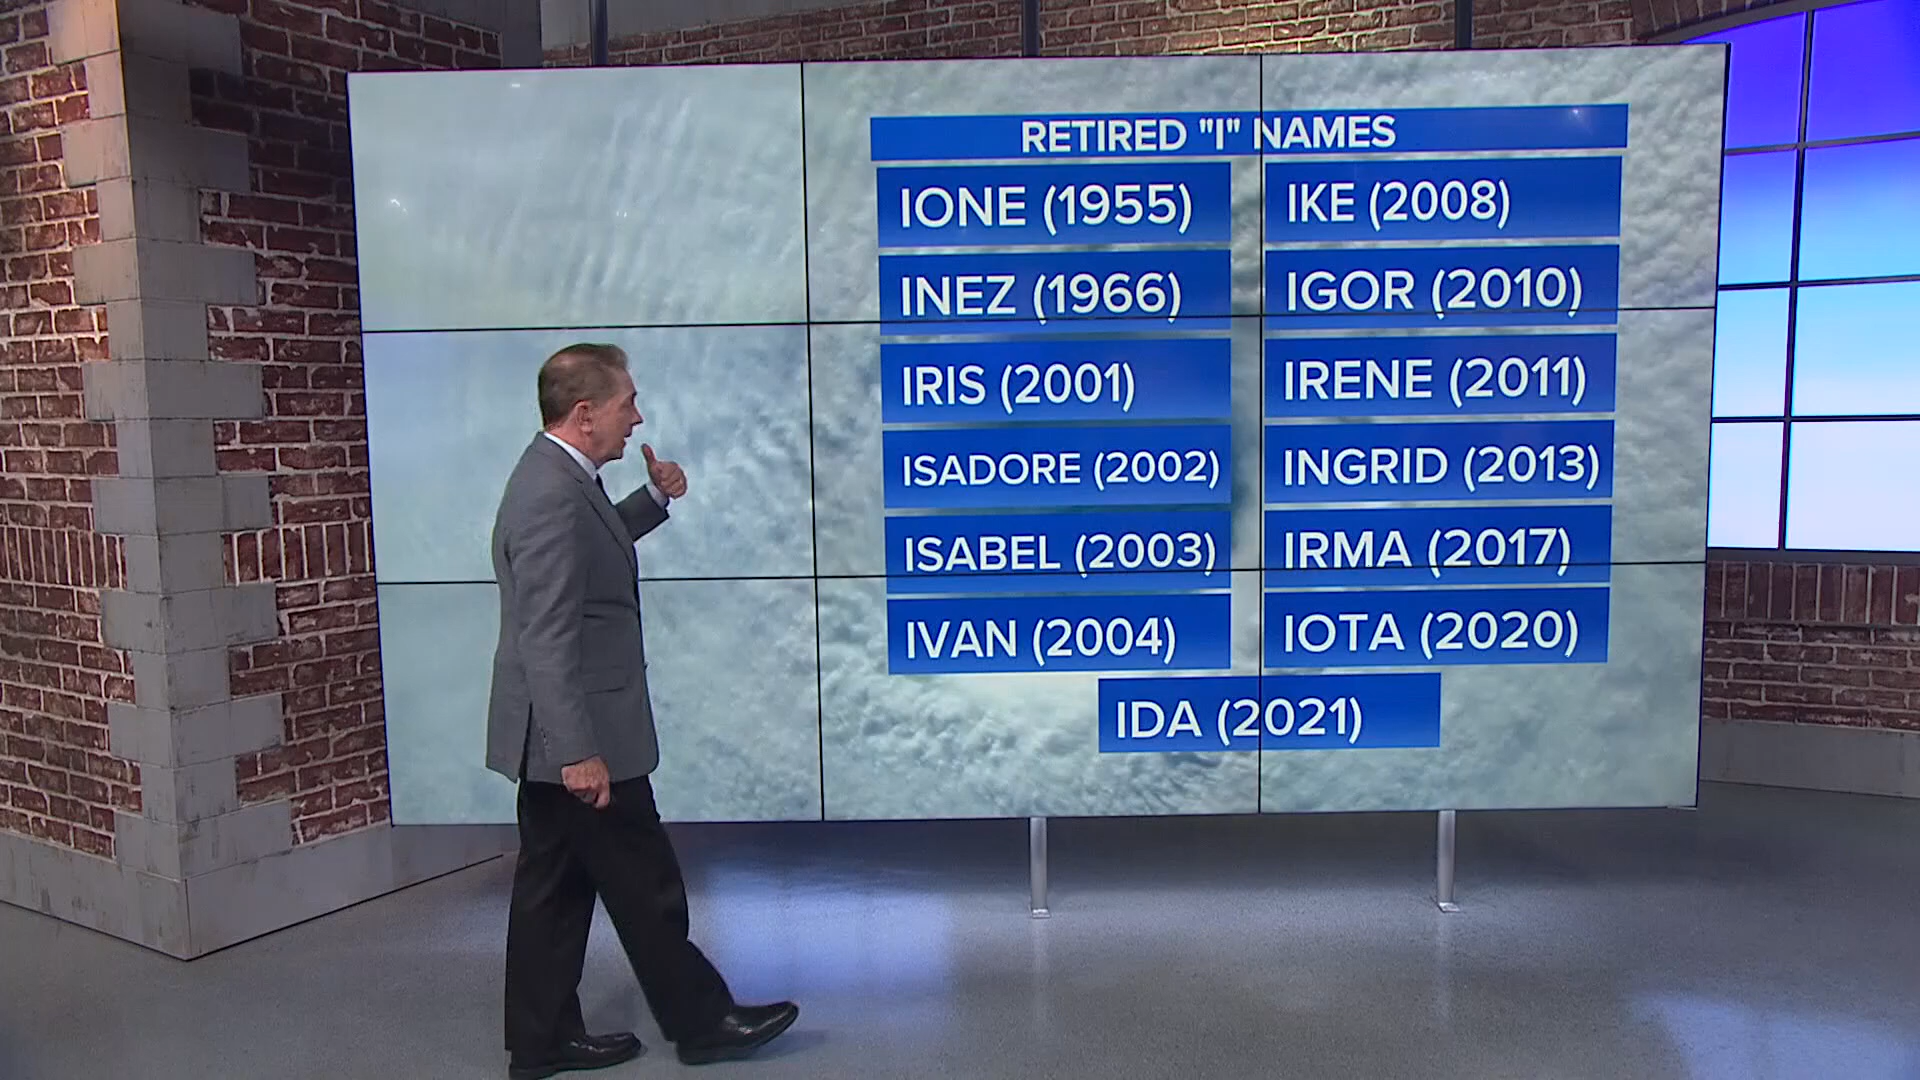 RETIRED "I" NAMES
IONE (1955)
INEZ (1966)
IRIS (2001)
ISADORE (2002)
ISABEL (2003)
IVAN (2004)
IKE (2008)
IGOR (2010)
IRENE (2011)
INGRID (2013)
IRMA (2017)
IOTA (2020)
IDA (2021)